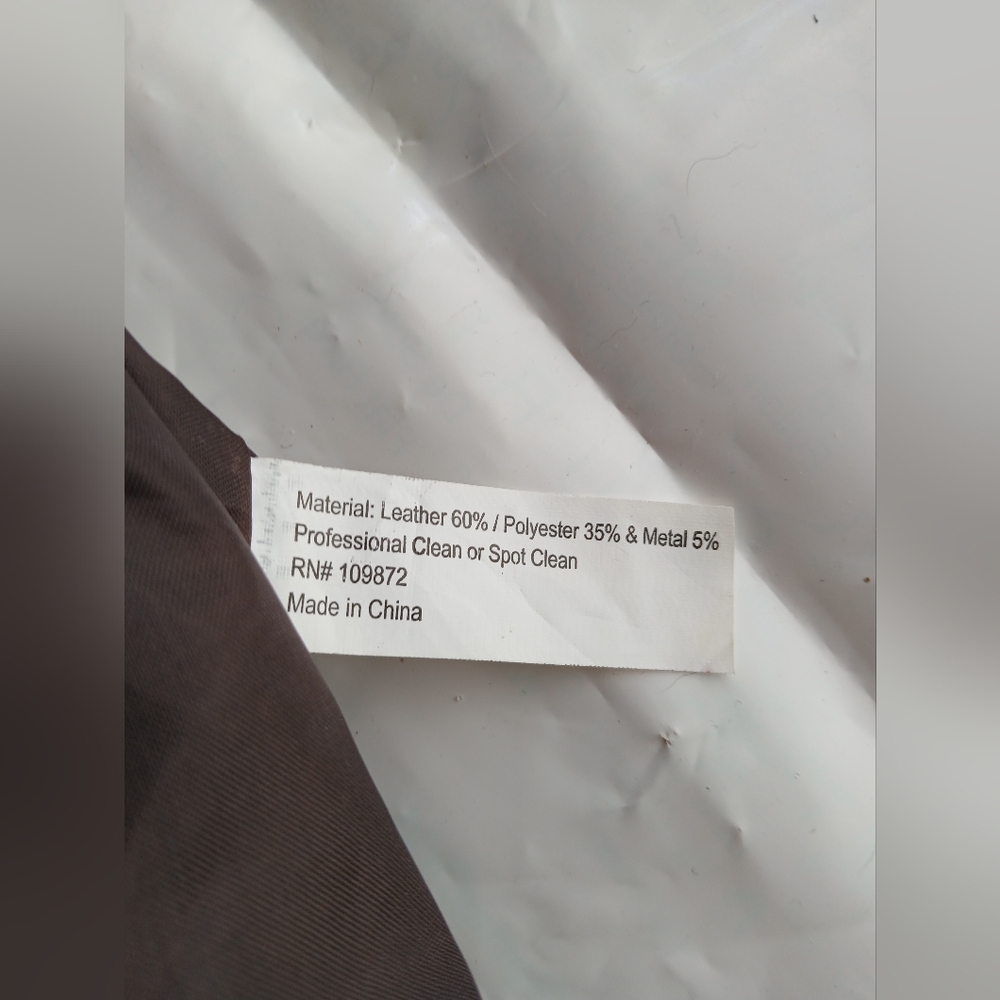 Material: Leather 60% / Polyester 35% & Metal 5%
Professional Clean or Spot Clean
RN# 109872
Made in China